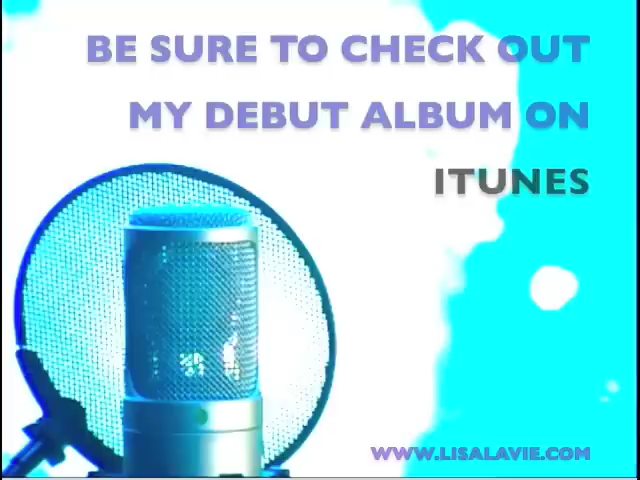 BE SURE TO CHECK OUT
MY DEBUT ALBUM ON
ITUNES
WWW.LISALAVIE.COM